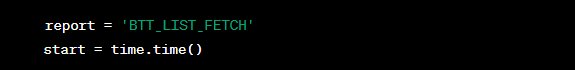 report = 'BTT_LIST_FETCH'
start = time.time()